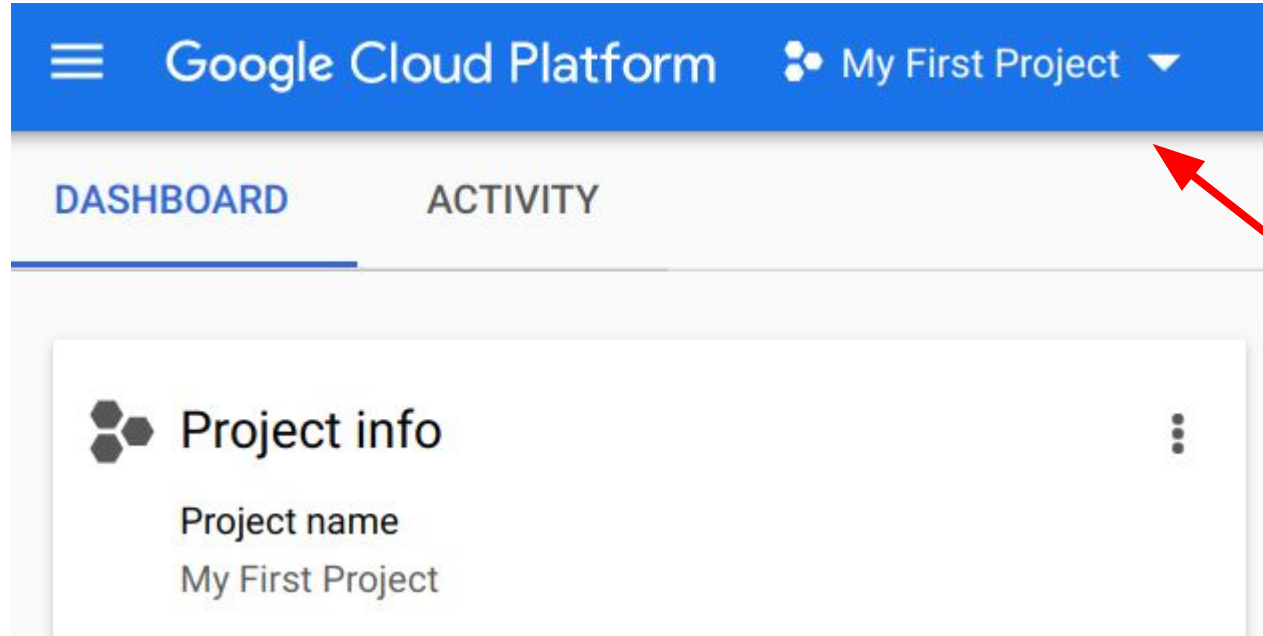 Google Cloud Platform My First Project
DASHBOARD ACTIVITY
Project info
Project name
My First Project